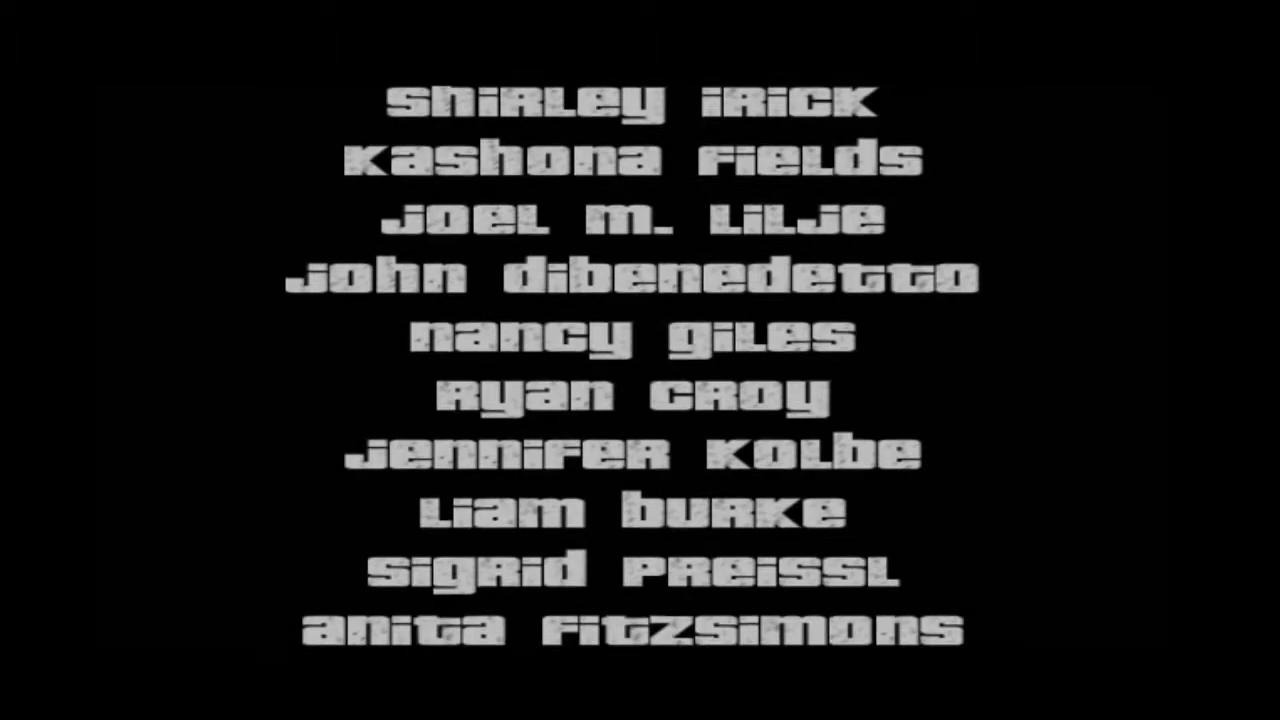 SHIRLEY IRICK
KASHONA FIELDS
JOEL M. LILJE
JOHN DIBENEDETTO
NANCY GILES
RYAN CROY
JENNIFER KOLBE
LIAM BURKE
SIGRID PREISSL
ANITA FITZSIMONS